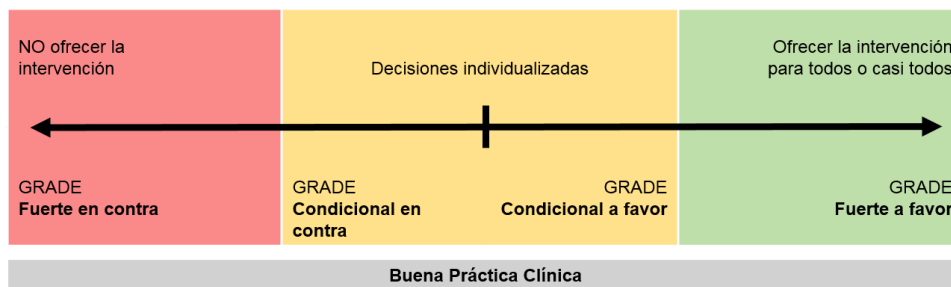 NO ofrecer la
intervención
Decisiones individualizadas
Ofrecer la intervención
para todos o casi todos
GRADE
Fuerte en contra
GRADE
Condicional en
contra
GRADE
Condicional a favor
GRADE
Fuerte a favor
Buena Práctica Clínica